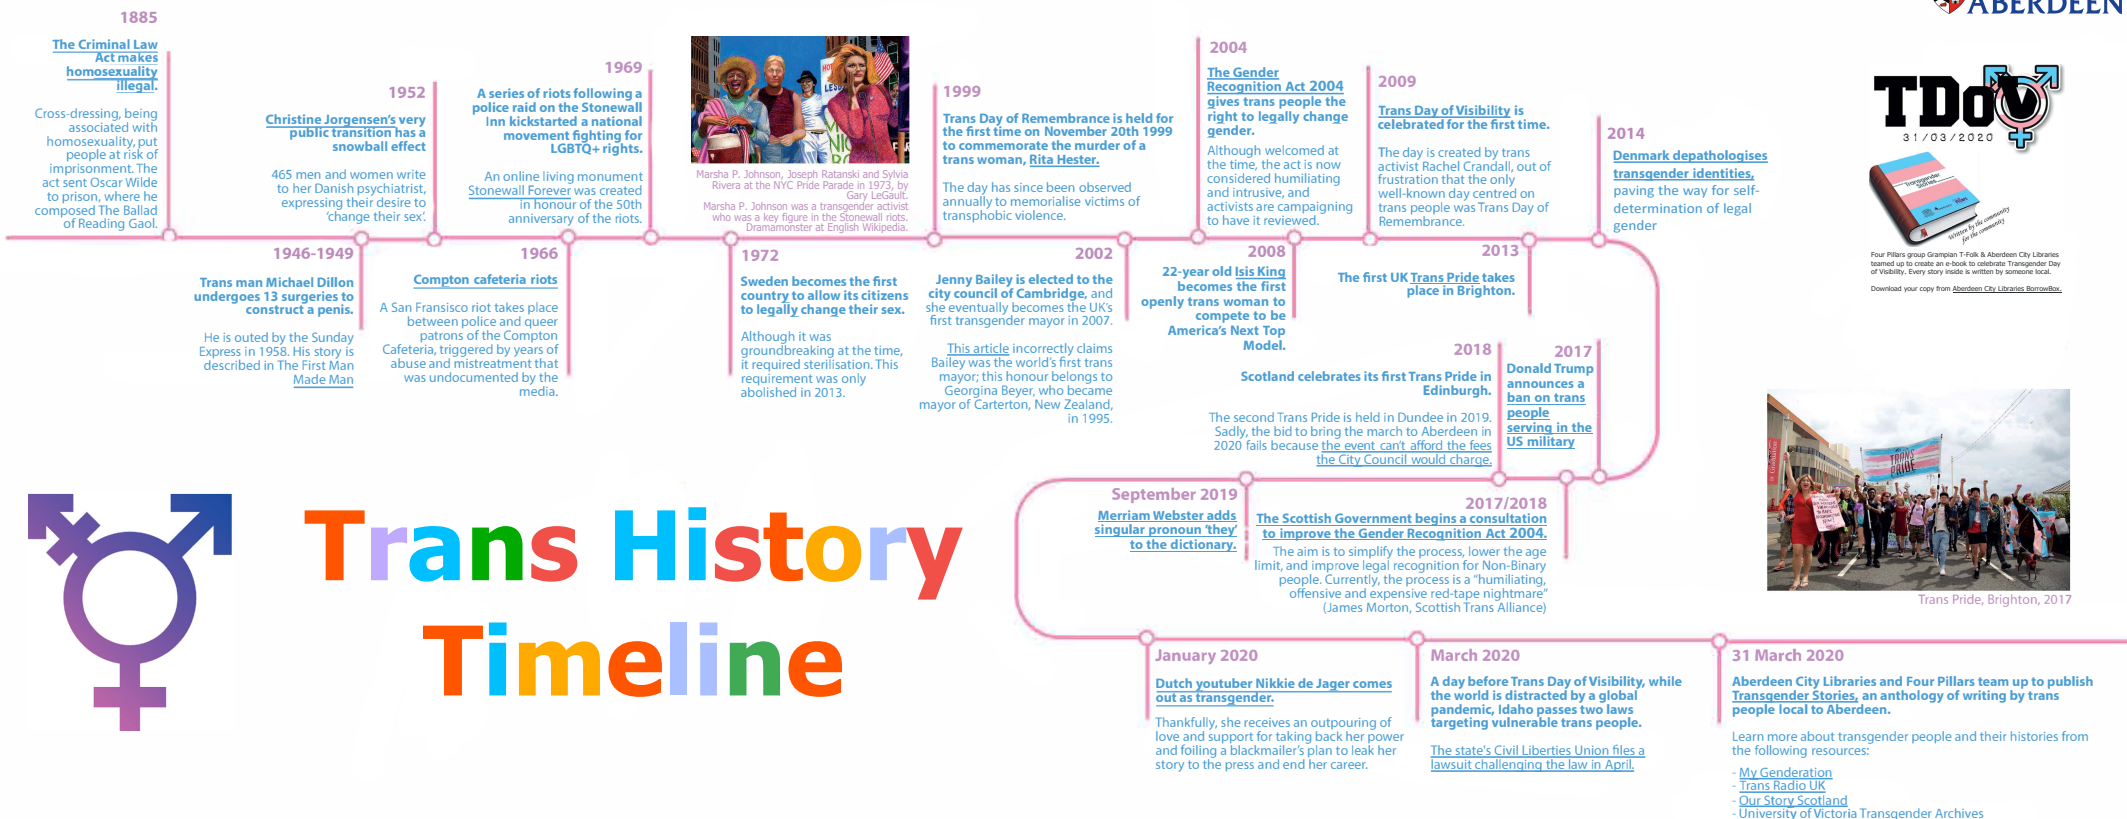 1885
The Criminal Law
Act makes
homosexuality
illegal.
Cross-dressing, being
associated with
homosexuality, put
people at risk of
imprisonment. The
act sent Oscar Wilde
to prison, where he
composed The Ballad
of Reading Gaol.
1946-1949
Trans man Michael Dillon
undergoes 13 surgeries to
construct a penis.
He is outed by the Sunday
Express in 1958. His story is
described in The First Man
Made Man
1952
Christine Jorgensen's very
public transition has a
snowball effect
465 men and women write
to her Danish psychiatrist,
expressing their desire to
'change their sex'.
1966
Compton cafeteria riots
A San Fransisco riot takes place
between police and queer
patrons of the Compton
Cafeteria, triggered by years of
abuse and mistreatment that
was undocumented by the
media.
1969
A series of riots following a
police raid on the Stonewall
Inn kickstarted a national
movement fighting for
LGBTQ+ rights.
An online living monument
Stonewall Forever was created
in honour of the 50th
anniversary of the riots.
Marsha P. Johnson, Joseph Ratanski and Sylvia
Rivera at the NYC Pride Parade in 1973, by
Gary LeGault.
Marsha P. Johnson was a transgender activist
who was a key figure in the Stonewall riots.
Dramamonster at English Wikipedia.
1972
Sweden becomes the first
country to allow its citizens
to legally change their sex.
Although it was
groundbreaking at the time,
it required sterilisation. This
requirement was only
abolished in 2013.
1999
Trans Day of Remembrance is held for
the first time on November 20th 1999
to commemorate the murder of a
trans woman, Rita Hester.
The day has since been observed
annually to memorialise victims of
transphobic violence.
2002
Jenny Bailey is elected to the
city council of Cambridge, and
she eventually becomes the UK's
first transgender mayor in 2007.
This article incorrectly claims
Bailey was the world's first trans
mayor; this honour belongs to
Georgina Beyer, who became
mayor of Carterton, New Zealand,
in 1995.
2004
The Gender
Recognition Act 2004
gives trans people the
right to legally change
gender.
Although welcomed at
the time, the act is now
considered humiliating
and intrusive, and
activists are campaigning
to have it reviewed.
2008
22-year old Isis King
becomes the first
openly trans woman to
compete to be
America's Next Top
Model.
2009
Trans Day of Visibility is
celebrated for the first time.
The day is created by trans
activist Rachel Crandall, out of
frustration that the only
well-known day centred on
trans people was Trans Day of
Remembrance.
2013
The first UK Trans Pride takes
place in Brighton.
2014
Denmark depathologises
transgender identities,
paving the way for self-
determination of legal
gender
ABERDEEN
TDoV
31/03/2020
Transgender
Stories
Written by the community
for the community
Four Pillars group Grampian T-Folk & Aberdeen City Libraries
teamed up to create an e-book to celebrate Transgender Day
of Visibility. Every story inside is written by someone local.
Download your copy from Aberdeen City Libraries BorrowBox.
2017
Donald Trump
announces a
ban on trans
people
serving in the
US military
2018
Scotland celebrates its first Trans Pride in
Edinburgh.
The second Trans Pride is held in Dundee in 2019.
Sadly, the bid to bring the march to Aberdeen in
2020 fails because the event can't afford the fees
the City Council would charge.
2017/2018
The Scottish Government begins a consultation
to improve the Gender Recognition Act 2004.
The aim is to simplify the process, lower the age
limit, and improve legal recognition for Non-Binary
people. Currently, the process is a "humiliating,
offensive and expensive red-tape nightmare"
(James Morton, Scottish Trans Alliance)
September 2019
Merriam Webster adds
singular pronoun 'they'
to the dictionary.
TRANS
PRIDE
Trans Pride, Brighton, 2017
Trans History
Timeline
January 2020
Dutch youtuber Nikkie de Jager comes
out as transgender.
Thankfully, she receives an outpouring of
love and support for taking back her power
and foiling a blackmailer's plan to leak her
story to the press and end her career.
March 2020
A day before Trans Day of Visibility, while
the world is distracted by a global
pandemic, Idaho passes two laws
targeting vulnerable trans people.
The state's Civil Liberties Union files a
lawsuit challenging the law in April.
31 March 2020
Aberdeen City Libraries and Four Pillars team up to publish
Transgender Stories, an anthology of writing by trans
people local to Aberdeen.
Learn more about transgender people and their histories from
the following resources:
- My Genderation
- Trans Radio UK
- Our Story Scotland
- University of Victoria Transgender Archives